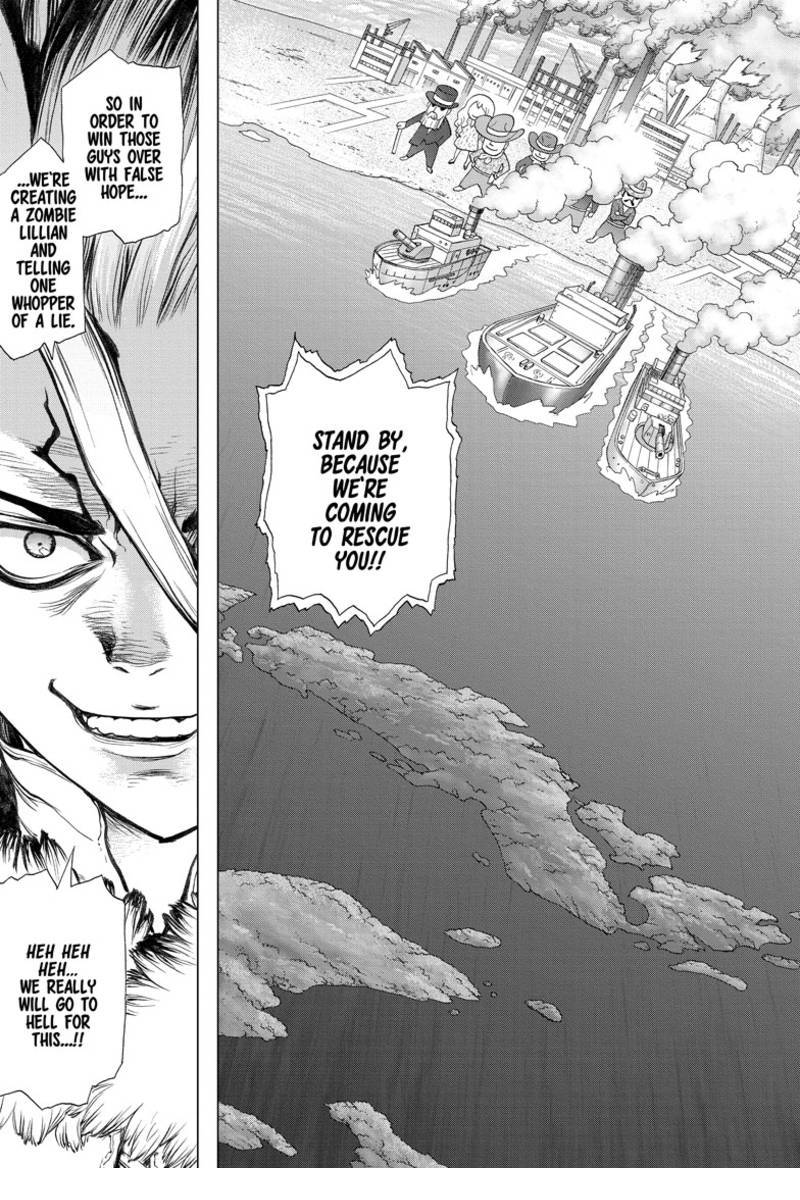 STAND BY,
BECAUSE
WE'RE
COMING
TO RESCUE
YOU!!
SO IN
ORDER TO
WIN THOSE
GUYS OVER
WITH FALSE
HOPE...
...WE'RE
CREATING
A ZOMBIE
LILLIAN
AND
TELLING
ONE
WHOPPER
OF A LIE.
HEH HEH
HEH...
WE REALLY
WILL GO TO
HELL FOR
THIS...!!